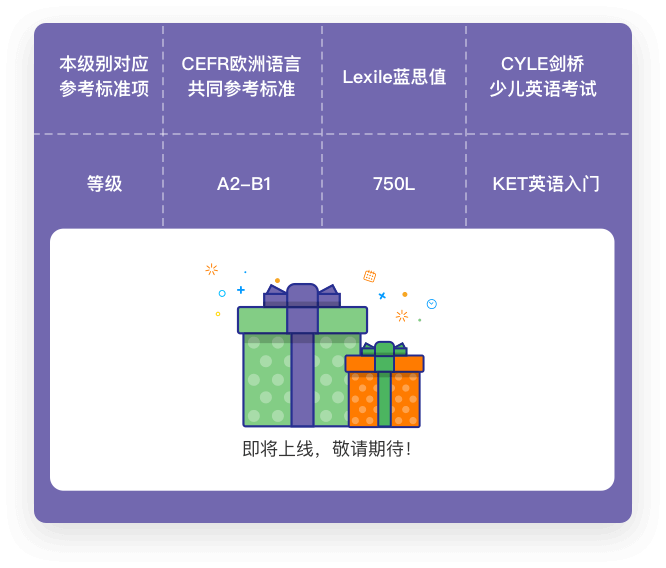 本级别对应
参考标准项
CEFR欧洲语言
共同参考标准
Lexile蓝思值
CYLE剑桥
少儿英语考试
等级
A2–B1
750L
KET英语入门
即将上线，敬请期待！